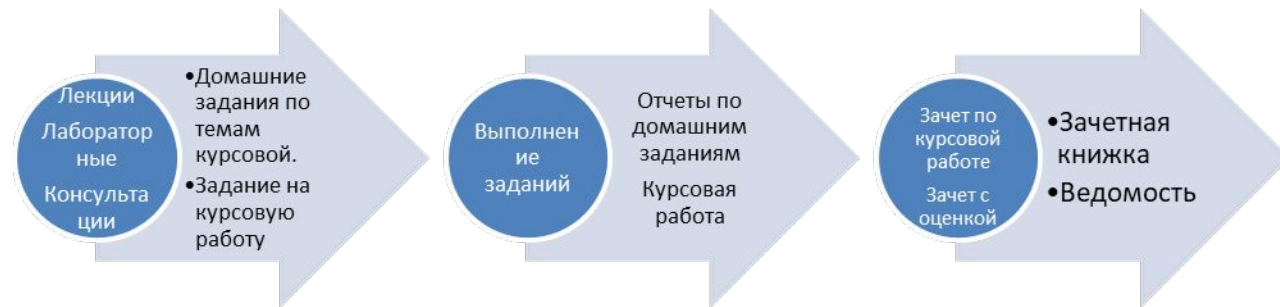 Лекции
Лаборатор
ные
Консульта
ции
•Домашние
задания по
темам
курсовой.
•Задание на
курсовую
работу
Выполнен
ие
заданий
Отчеты по
домашним
заданиям
Курсовая
работа
Зачет по
курсовой
работе
Зачет с
оценкой
•Зачетная
книжка
•Ведомость